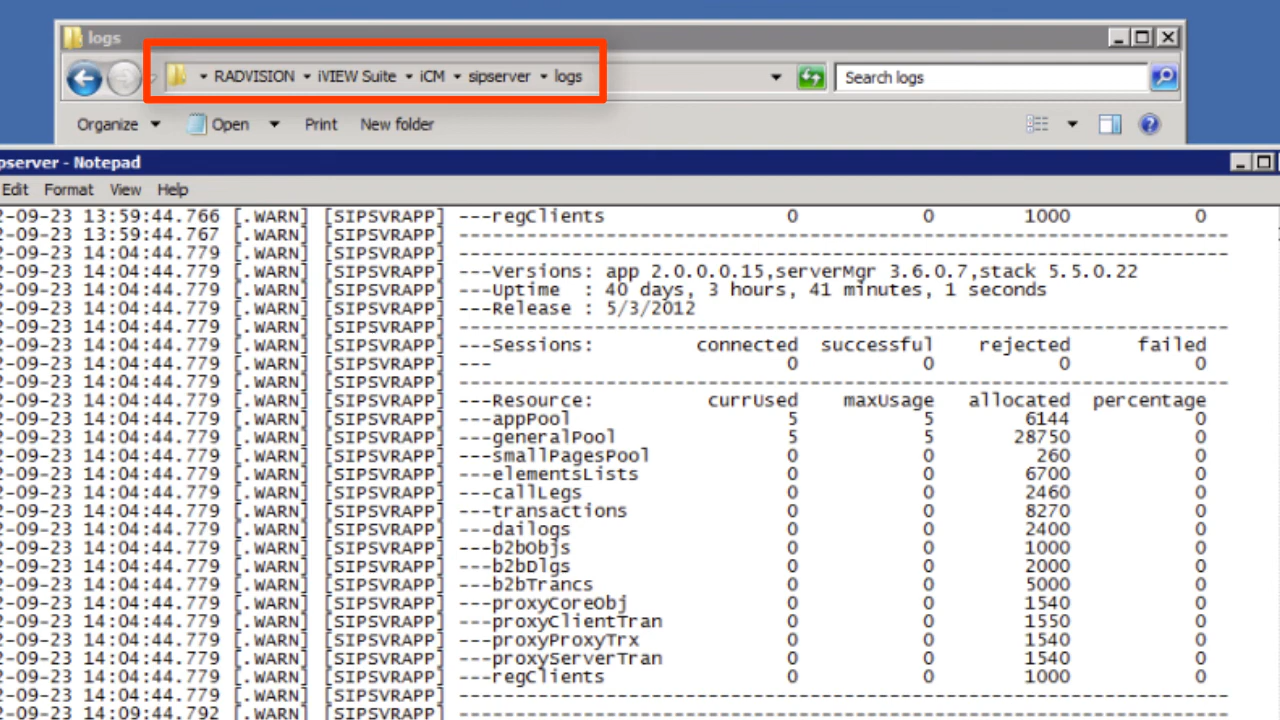 logs
RADVISION iVIEW Suite iCM sipserver logs
Search logs
Organize Open Print New folder
pserver - Notepad
Edit Format View Help
2-09-23 13:59:44.766 [.WARN] [SIPSVRAPP] ---regClients 0 0 1000 0
2-09-23 13:59:44.767 [.WARN] [SIPSVRAPP] ----------------------------------------------------------------------
2-09-23 14:04:44.779 [.WARN] [SIPSVRAPP] ----------------------------------------------------------------------
2-09-23 14:04:44.779 [.WARN] [SIPSVRAPP] ---Versions: app 2.0.0.0.15,serverMgr 3.6.0.7,stack 5.5.0.22
2-09-23 14:04:44.779 [.WARN] [SIPSVRAPP] ---Uptime : 40 days, 3 hours, 41 minutes, 1 seconds
2-09-23 14:04:44.779 [.WARN] [SIPSVRAPP] ---Release : 5/3/2012
2-09-23 14:04:44.779 [.WARN] [SIPSVRAPP] ----------------------------------------------------------------------
2-09-23 14:04:44.779 [.WARN] [SIPSVRAPP] ---Sessions: connected successful rejected failed
2-09-23 14:04:44.779 [.WARN] [SIPSVRAPP] --- 0 0 0 0
2-09-23 14:04:44.779 [.WARN] [SIPSVRAPP] ----------------------------------------------------------------------
2-09-23 14:04:44.779 [.WARN] [SIPSVRAPP] ---Resource: currUsed maxUsage allocated percentage
2-09-23 14:04:44.779 [.WARN] [SIPSVRAPP] ---appPool 5 5 6144 0
2-09-23 14:04:44.779 [.WARN] [SIPSVRAPP] ---generalPool 5 5 28750 0
2-09-23 14:04:44.779 [.WARN] [SIPSVRAPP] ---smallPagesPool 0 0 260 0
2-09-23 14:04:44.779 [.WARN] [SIPSVRAPP] ---elementsLists 0 0 6700 0
2-09-23 14:04:44.779 [.WARN] [SIPSVRAPP] ---callLegs 0 0 2460 0
2-09-23 14:04:44.779 [.WARN] [SIPSVRAPP] ---transactions 0 0 8270 0
2-09-23 14:04:44.779 [.WARN] [SIPSVRAPP] ---dailogs 0 0 2400 0
2-09-23 14:04:44.779 [.WARN] [SIPSVRAPP] ---b2bObjs 0 0 1000 0
2-09-23 14:04:44.779 [.WARN] [SIPSVRAPP] ---b2bDlgs 0 0 2000 0
2-09-23 14:04:44.779 [.WARN] [SIPSVRAPP] ---b2bTrancs 0 0 5000 0
2-09-23 14:04:44.779 [.WARN] [SIPSVRAPP] ---proxyCoreObj 0 0 1540 0
2-09-23 14:04:44.779 [.WARN] [SIPSVRAPP] ---proxyClientTran 0 0 1550 0
2-09-23 14:04:44.779 [.WARN] [SIPSVRAPP] ---proxyProxyTrx 0 0 1540 0
2-09-23 14:04:44.779 [.WARN] [SIPSVRAPP] ---proxyServerTran 0 0 1540 0
2-09-23 14:04:44.779 [.WARN] [SIPSVRAPP] ---regClients 0 0 1000 0
2-09-23 14:04:44.779 [.WARN] [SIPSVRAPP] ----------------------------------------------------------------------
2-09-23 14:09:44.792 [.WARN] [SIPSVRAPP] ----------------------------------------------------------------------